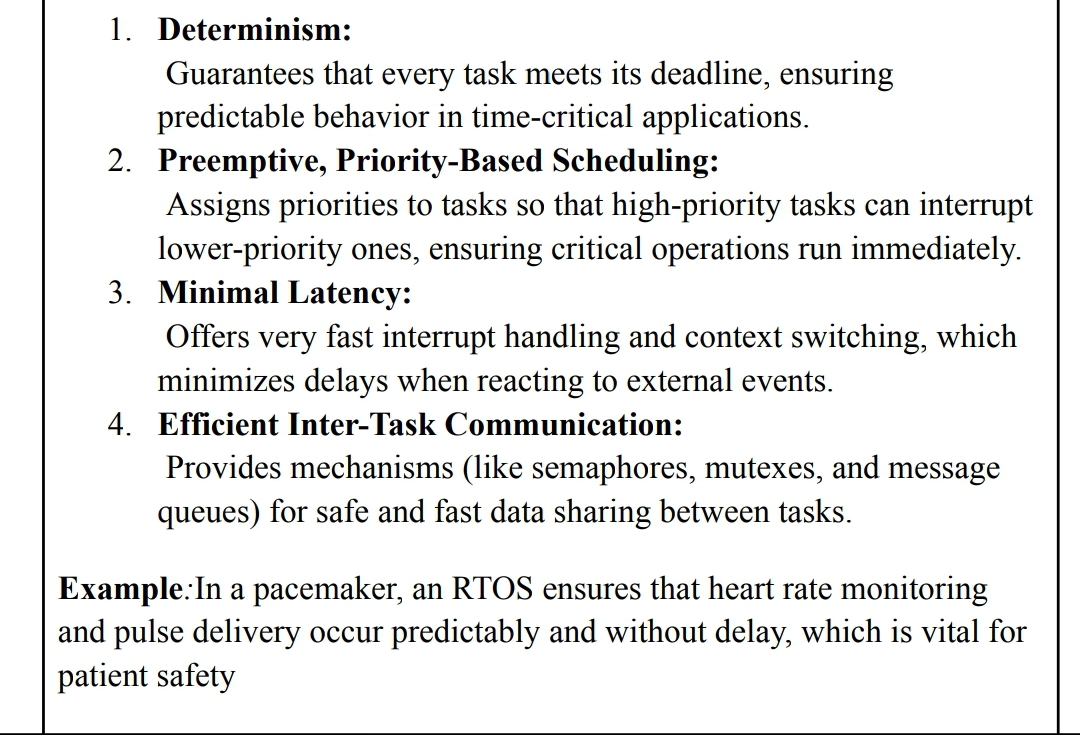 1. Determinism:
Guarantees that every task meets its deadline, ensuring
predictable behavior in time-critical applications.
2. Preemptive, Priority-Based Scheduling:
Assigns priorities to tasks so that high-priority tasks can interrupt
lower-priority ones, ensuring critical operations run immediately.
3. Minimal Latency:
Offers very fast interrupt handling and context switching, which
minimizes delays when reacting to external events.
4. Efficient Inter-Task Communication:
Provides mechanisms (like semaphores, mutexes, and message
queues) for safe and fast data sharing between tasks.
Example:In a pacemaker, an RTOS ensures that heart rate monitoring
and pulse delivery occur predictably and without delay, which is vital for
patient safety